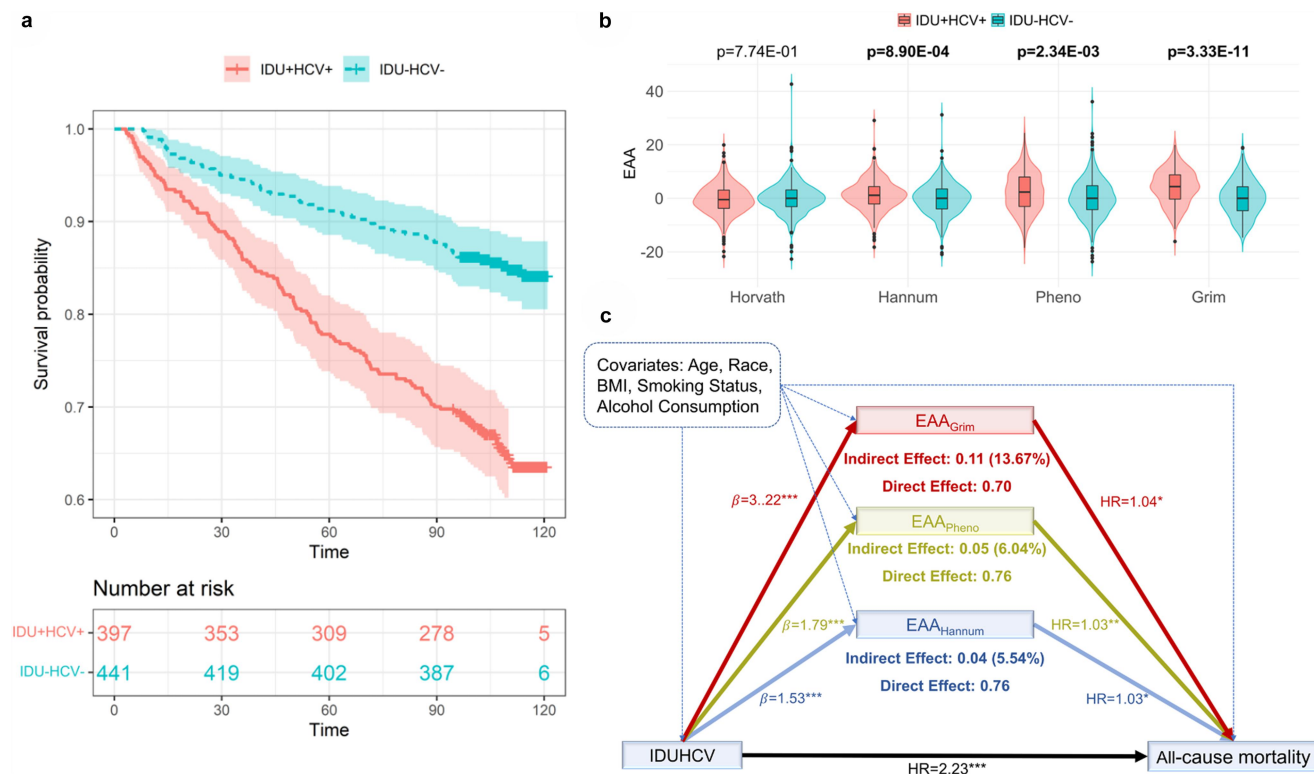 a
IDU+HCV+ IDU-HCV-
Survival probability
1.0
0.9
0.8
0.7
0.6
0 30 60 90 120
Time
Number at risk
IDU+HCV+ 397 353 309 278 5
IDU-HCV- 441 419 402 387 6
0 30 60 90 120
Time
b
IDU+HCV+ IDU-HCV-
p=7.74E-01 p=8.90E-04 p=2.34E-03 p=3.33E-11
EAA
40
20
0
-20
Horvath Hannum Pheno Grim
c
Covariates: Age, Race,
BMI, Smoking Status,
Alcohol Consumption
EAAGrim
Indirect Effect: 0.11 (13.67%)
Direct Effect: 0.70
β=3..22***
HR=1.04*
EAAPheno
Indirect Effect: 0.05 (6.04%)
Direct Effect: 0.76
β=1.79***
HR=1.03**
EAAHannum
Indirect Effect: 0.04 (5.54%)
Direct Effect: 0.76
β=1.53***
HR=1.03*
IDUHCV
HR=2.23***
All-cause mortality